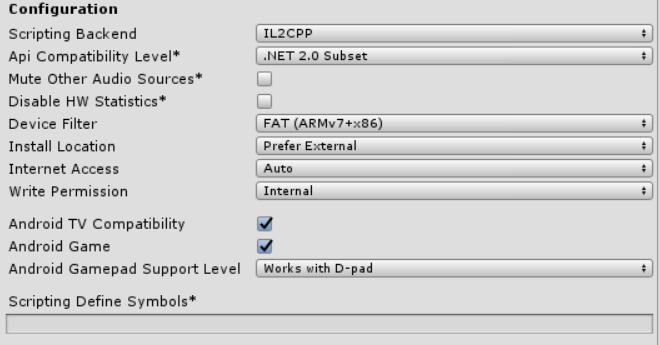 Configuration
Scripting Backend IL2CPP
Api Compatibility Level* .NET 2.0 Subset
Mute Other Audio Sources*
Disable HW Statistics*
Device Filter FAT (ARMv7+x86)
Install Location Prefer External
Internet Access Auto
Write Permission Internal
Android TV Compatibility
Android Game
Android Gamepad Support Level Works with D-pad
Scripting Define Symbols*